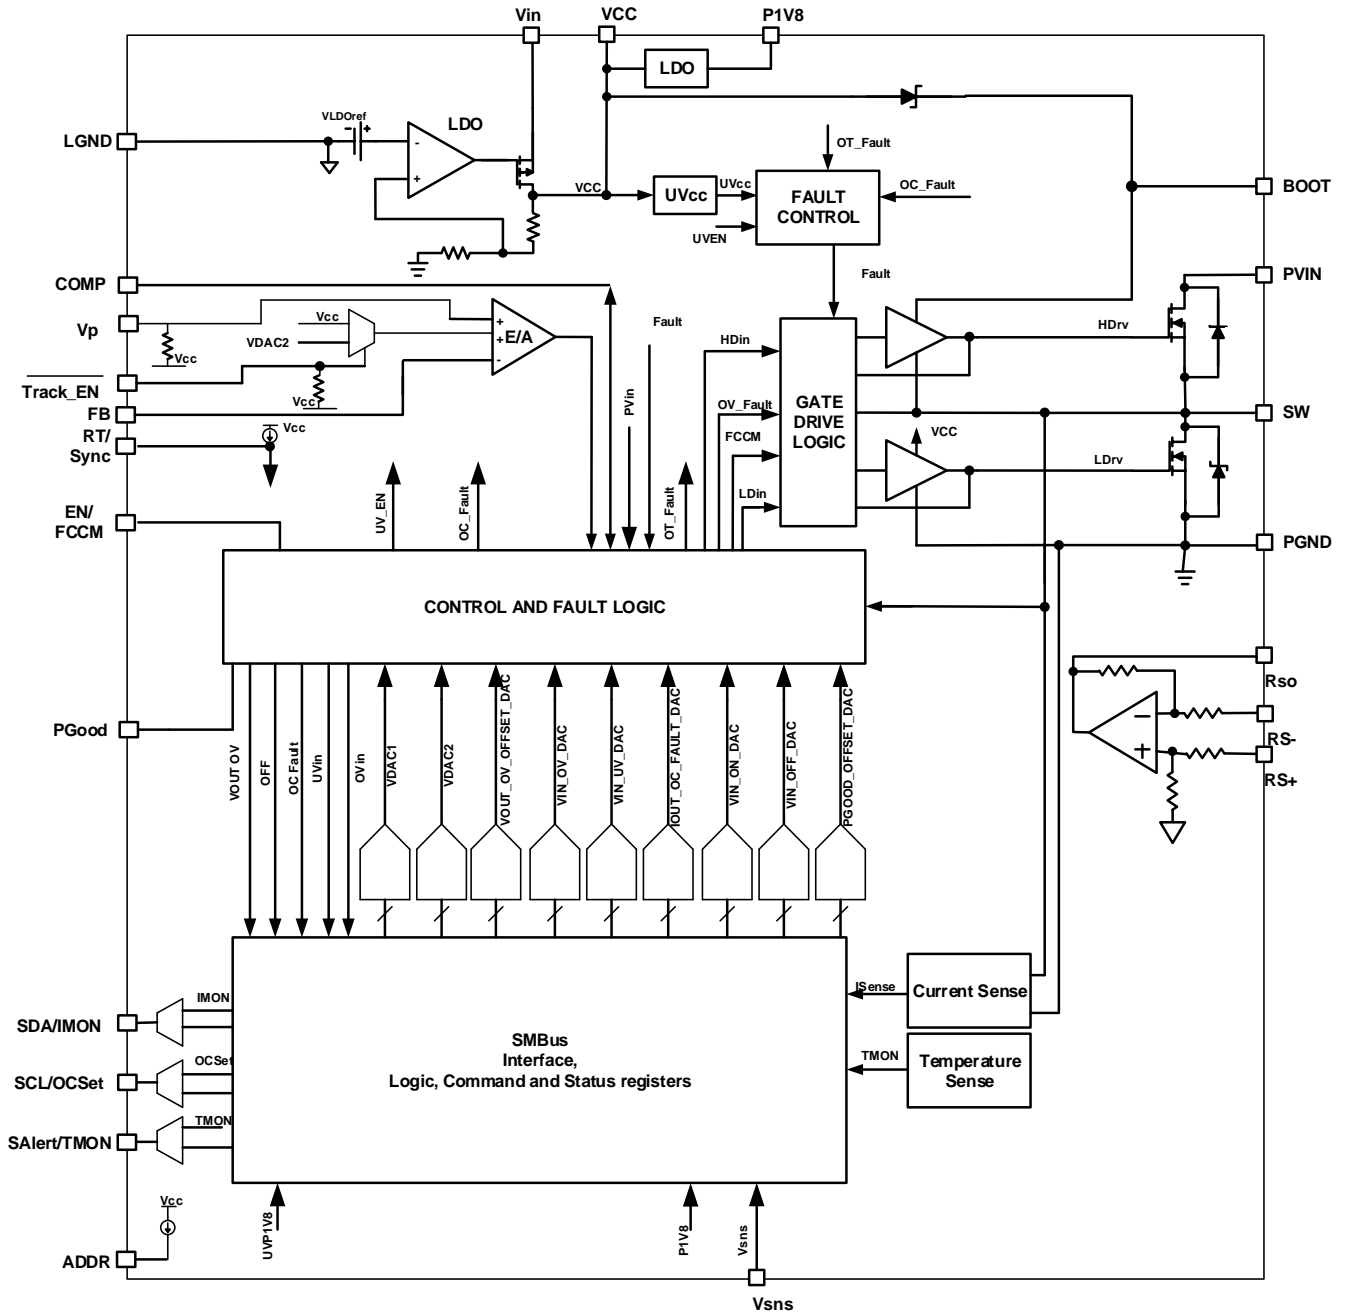 Vin
VCC
P1V8
LDO
VLDOref
- +
LDO
LGND
-
+
OT_Fault
VCC
UVcc
UVcc
FAULT
CONTROL
OC_Fault
BOOT
UVEN
COMP
Fault
PVIN
Vp
Vcc
VDAC2
Vcc
+
+
-
E/A
Fault
HDin
HDrv
Track_EN
Vcc
FB
PVin
OV_Fault
GATE
DRIVE
LOGIC
SW
RT/
Sync
Vcc
FCCM
VCC
LDrv
EN/
FCCM
UV_EN
OC_Fault
OT_Fault
LDin
PGND
CONTROL AND FAULT LOGIC
Rso
−
+
RS-
RS+
PGood
VOUT OV
OFF
OC Fault
UVin
OVin
VDAC1
VDAC2
VOUT_OV_OFFSET_DAC
VIN_OV_DAC
VIN_UV_DAC
IOUT_OC_FAULT_DAC
VIN_ON_DAC
VIN_OFF_DAC
PGOOD_OFFSET_DAC
ISense
Current Sense
IMON
SDA/IMON
SMBus
Interface,
Logic, Command and Status registers
TMON
Temperature
Sense
OCSet
SCL/OCSet
TMON
SAlert/TMON
Vcc
ADDR
UVP1V8
P1V8
Vsns
Vsns